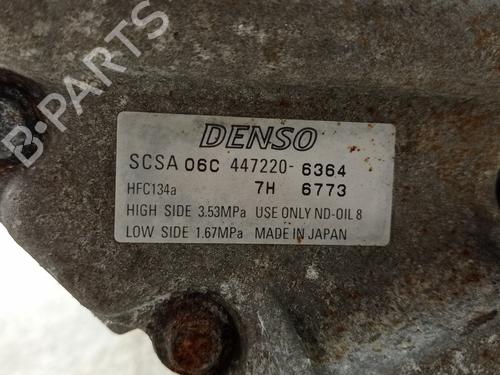 B-PARTS
DENSO
SCSA 06C 447220- 6364
HFC134a 7H 6773
HIGH SIDE 3.53MPa USE ONLY ND-OIL 8
LOW SIDE 1.67MPa MADE IN JAPAN